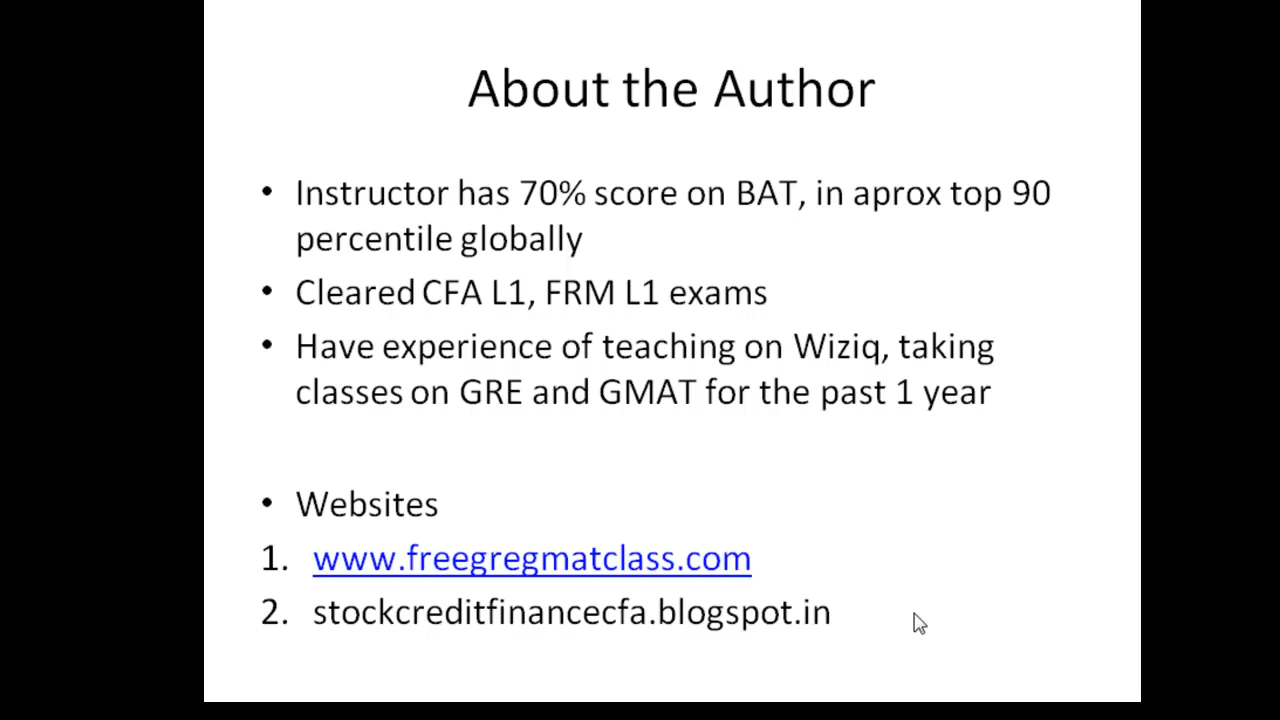 About the Author
• Instructor has 70% score on BAT, in aprox top 90
percentile globally
• Cleared CFA L1, FRM L1 exams
• Have experience of teaching on Wiziq, taking
classes on GRE and GMAT for the past 1 year
• Websites
1. www.freegregmatclass.com
2. stockcreditfinancecfa.blogspot.in